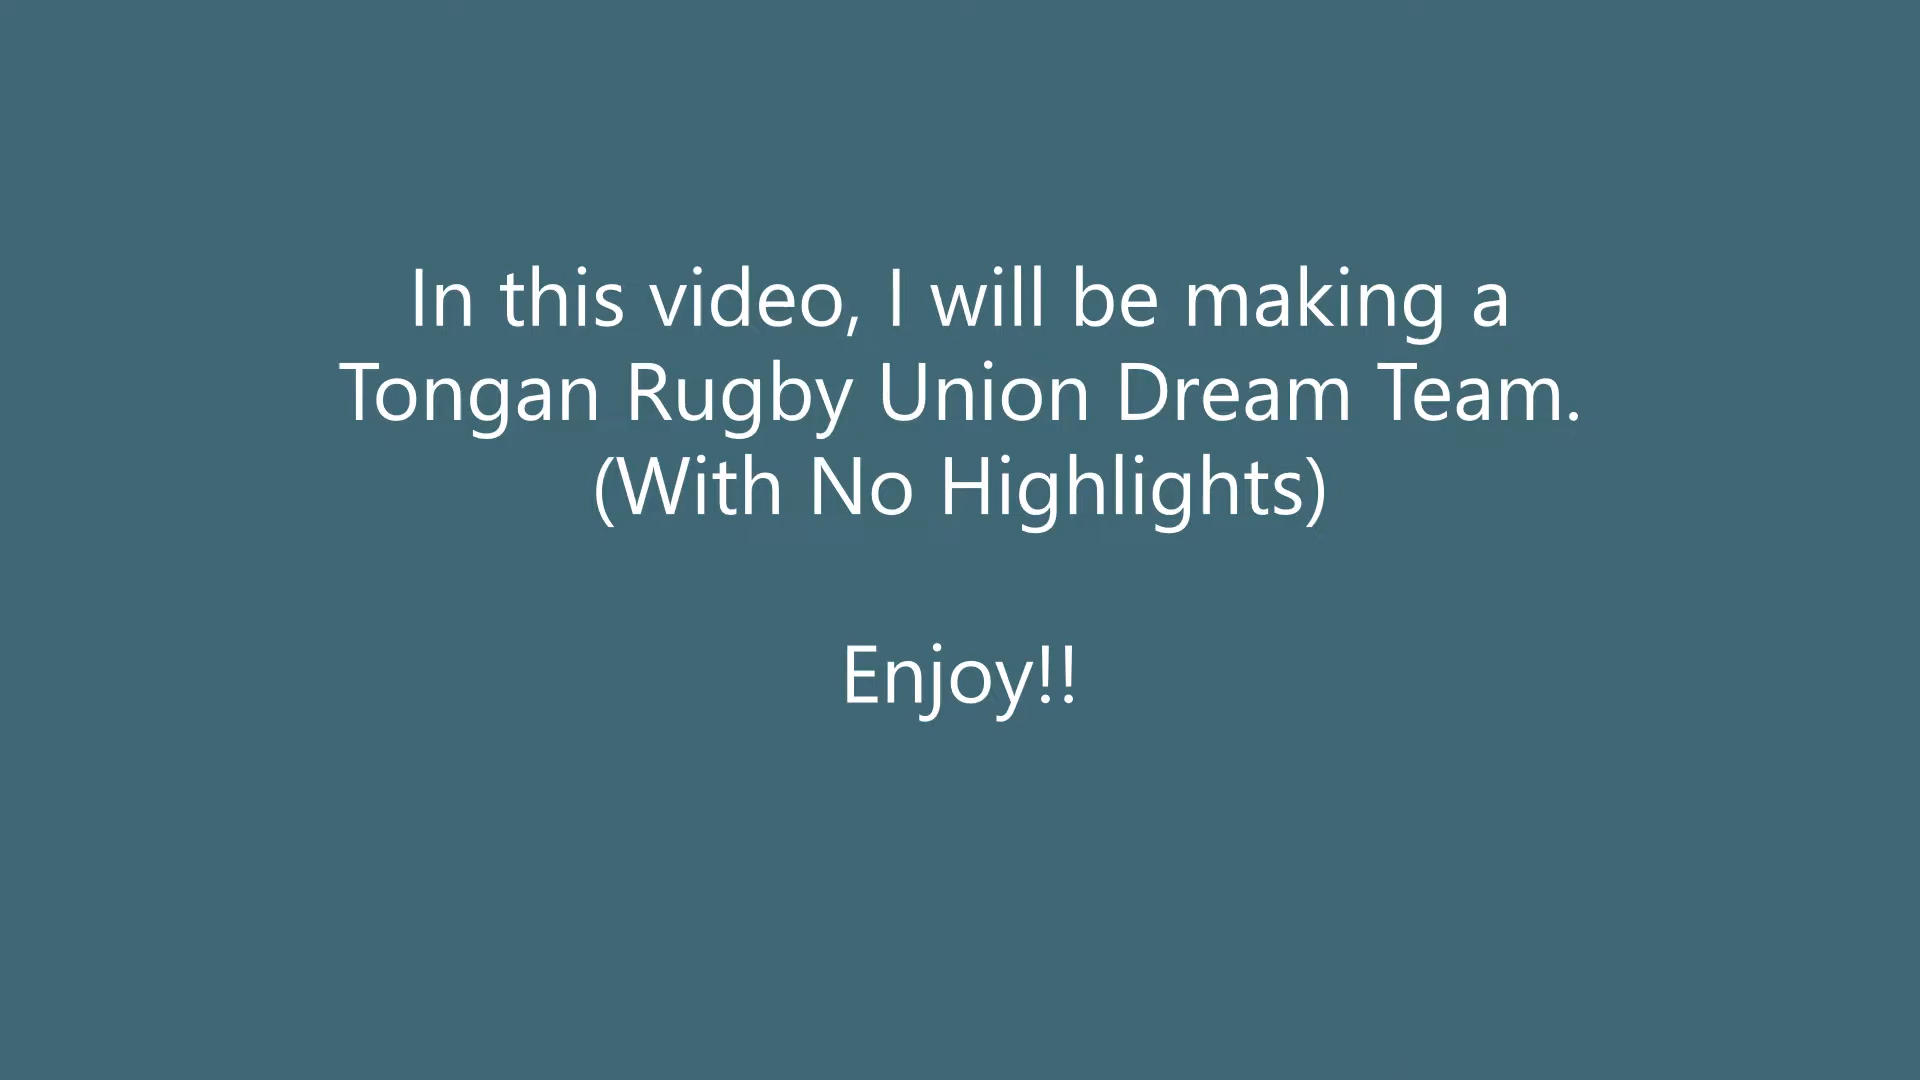 In this video, I will be making a
Tongan Rugby Union Dream Team.
(With No Highlights)
Enjoy!!